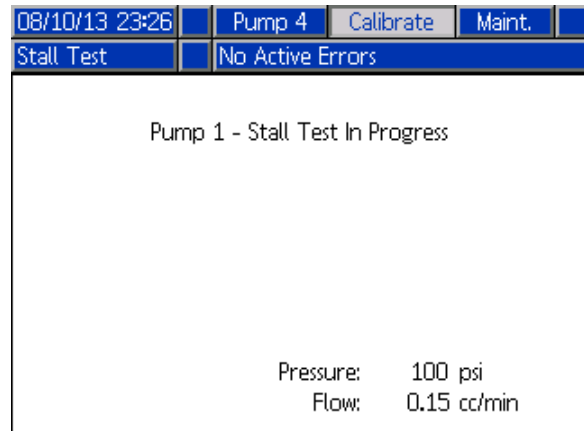 08/10/13 23:26 Pump 4 Calibrate Maint.
Stall Test No Active Errors
Pump 1 - Stall Test In Progress
Pressure: 100 psi
Flow: 0.15 cc/min